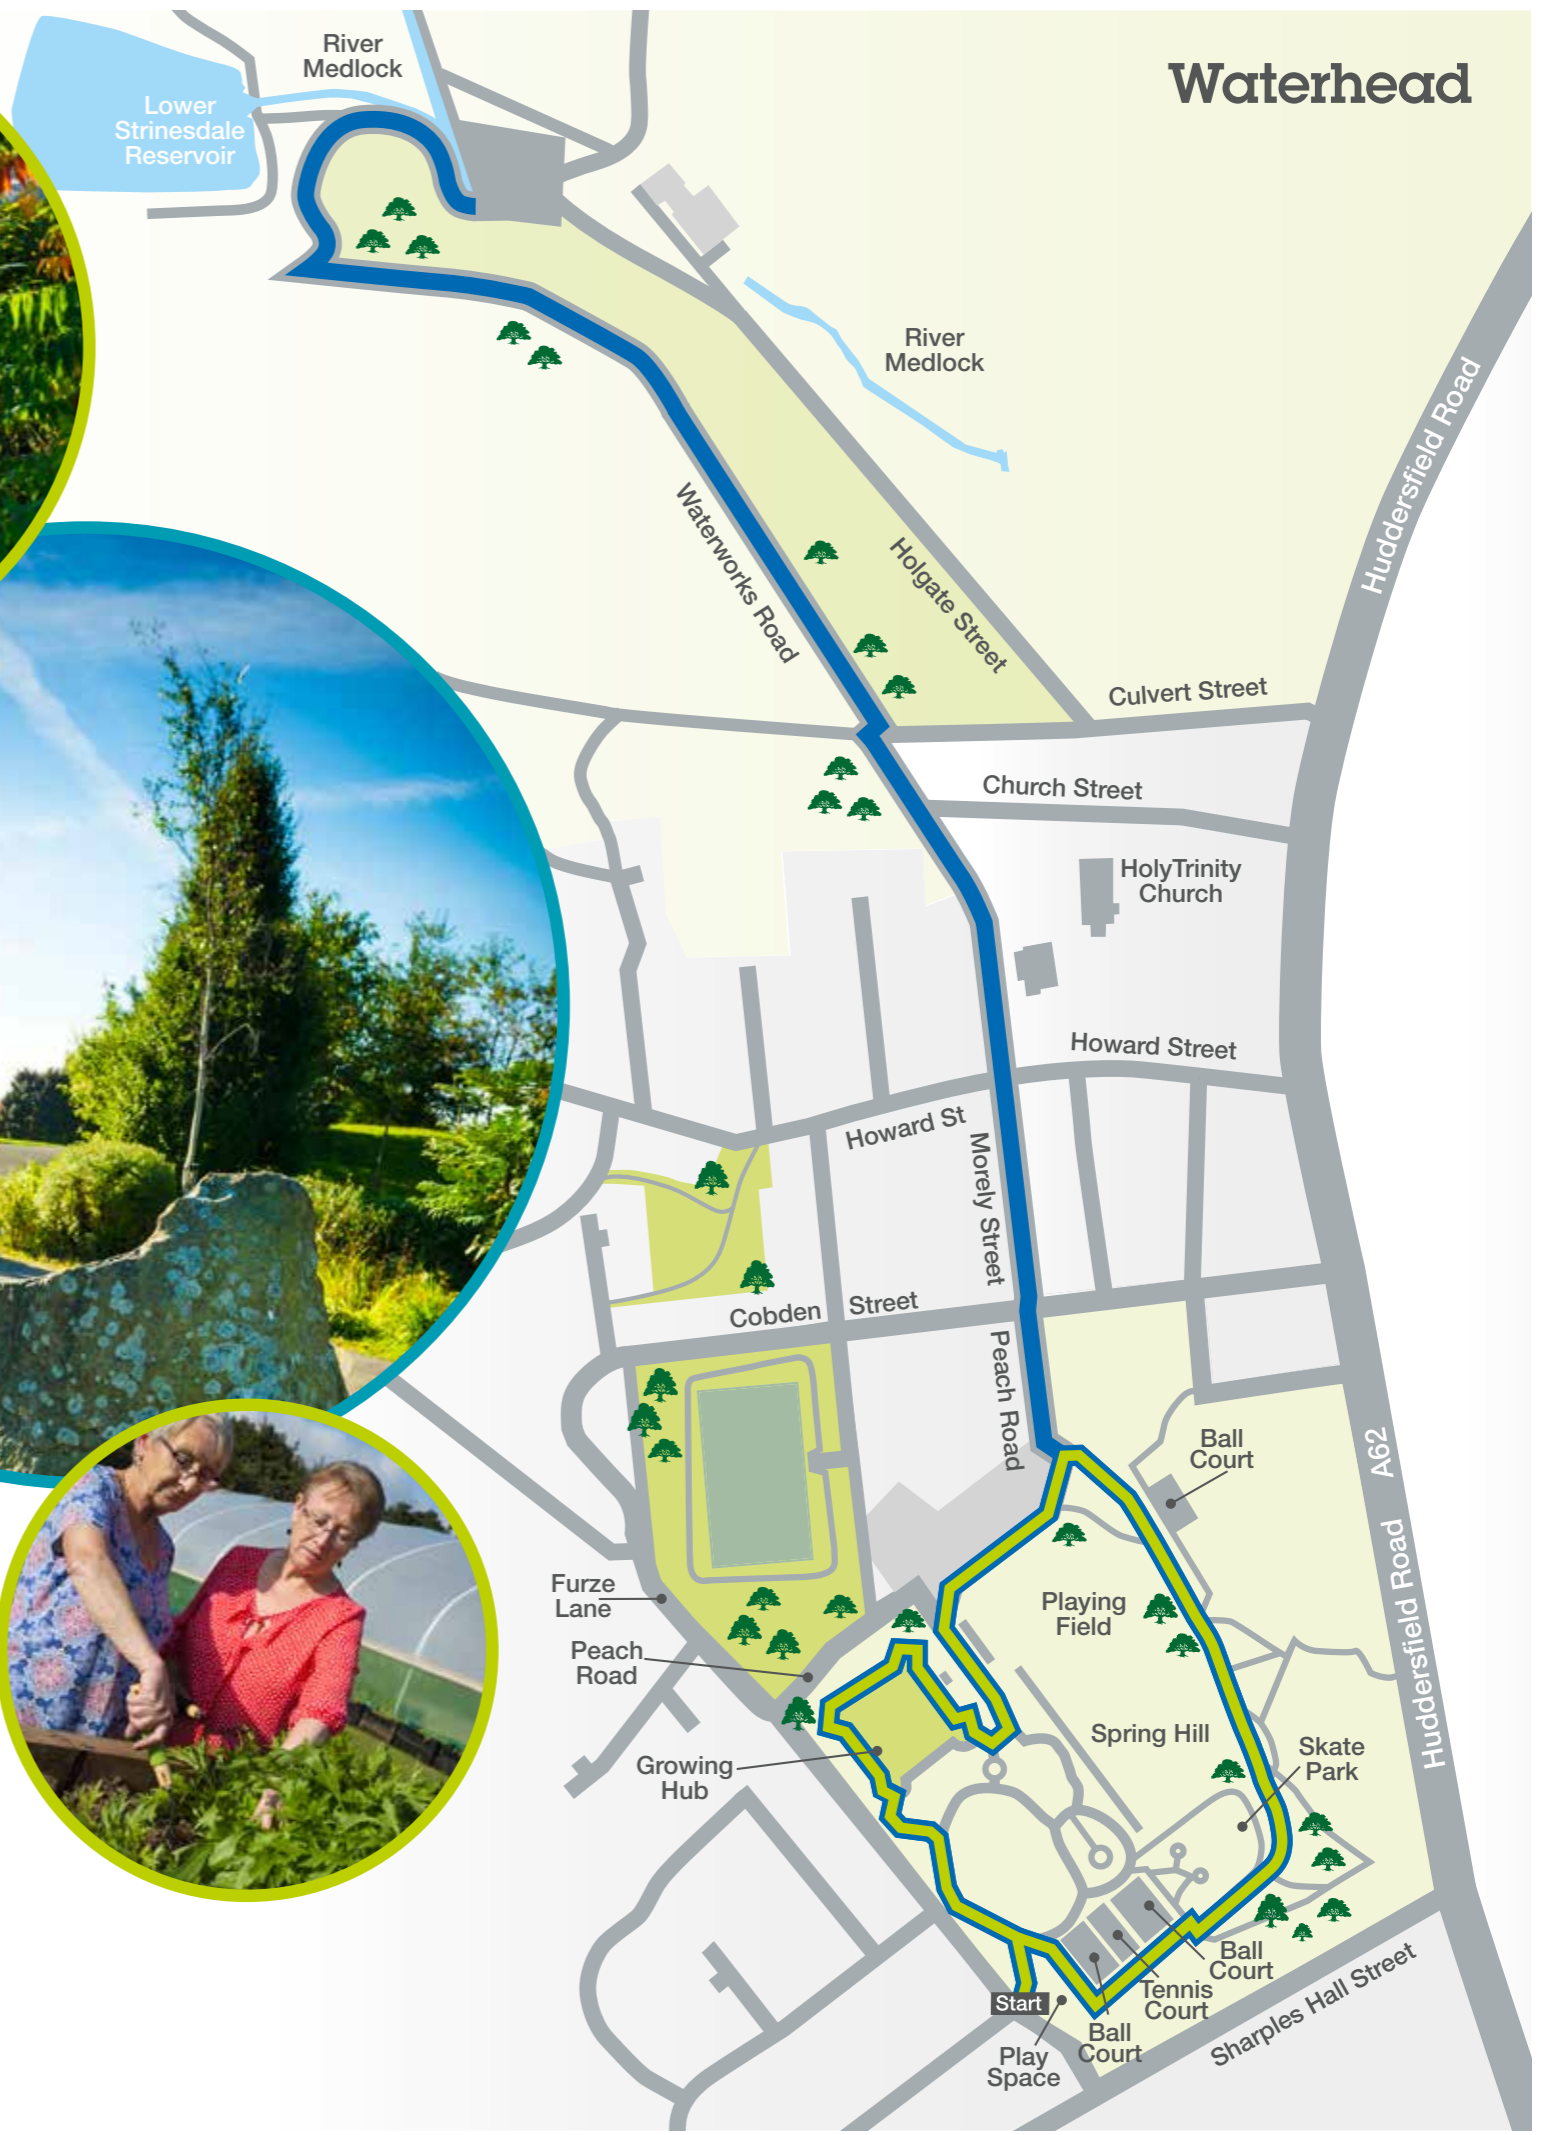 Waterhead
River
Medlock
Lower
Strinesdale
Reservoir
River
Medlock
Huddersfield Road
Waterworks Road
Holgate Street
Culvert Street
Church Street
HolyTrinity
Church
Howard Street
Howard St
Morely Street
Cobden Street
Peach Road
Ball
Court
A62
Huddersfield Road
Furze
Lane
Peach
Road
Playing
Field
Growing
Hub
Spring Hill
Skate
Park
Start
Ball
Court
Tennis
Court
Ball
Court
Play
Space
Sharples Hall Street